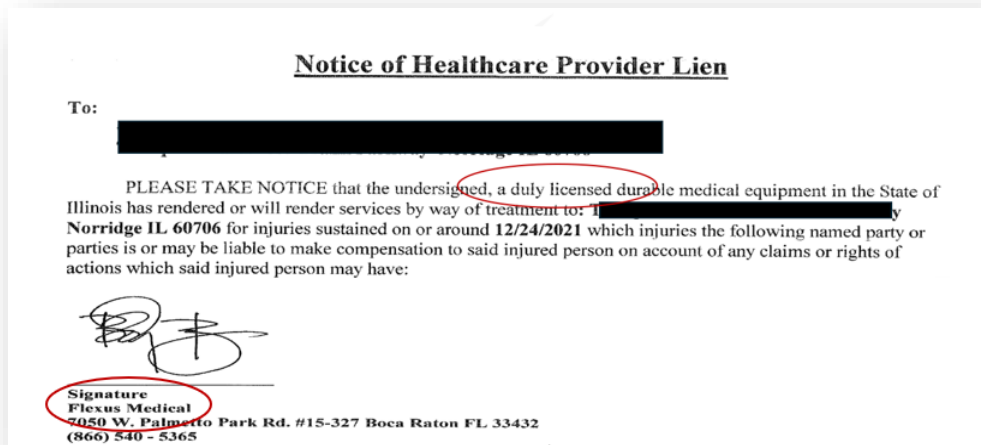 Notice of Healthcare Provider Lien
To:
PLEASE TAKE NOTICE that the undersigned, a duly licensed durable medical equipment in the State of
Illinois has rendered or will render services by way of treatment to:
Norridge IL 60706 for injuries sustained on or around 12/24/2021 which injuries the following named party or
parties is or may be liable to make compensation to said injured person on account of any claims or rights of
actions which said injured person may have:
Signature
Flexus Medical
7050 W. Palmetto Park Rd. #15-327 Boca Raton FL 33432
(866) 540 - 5365